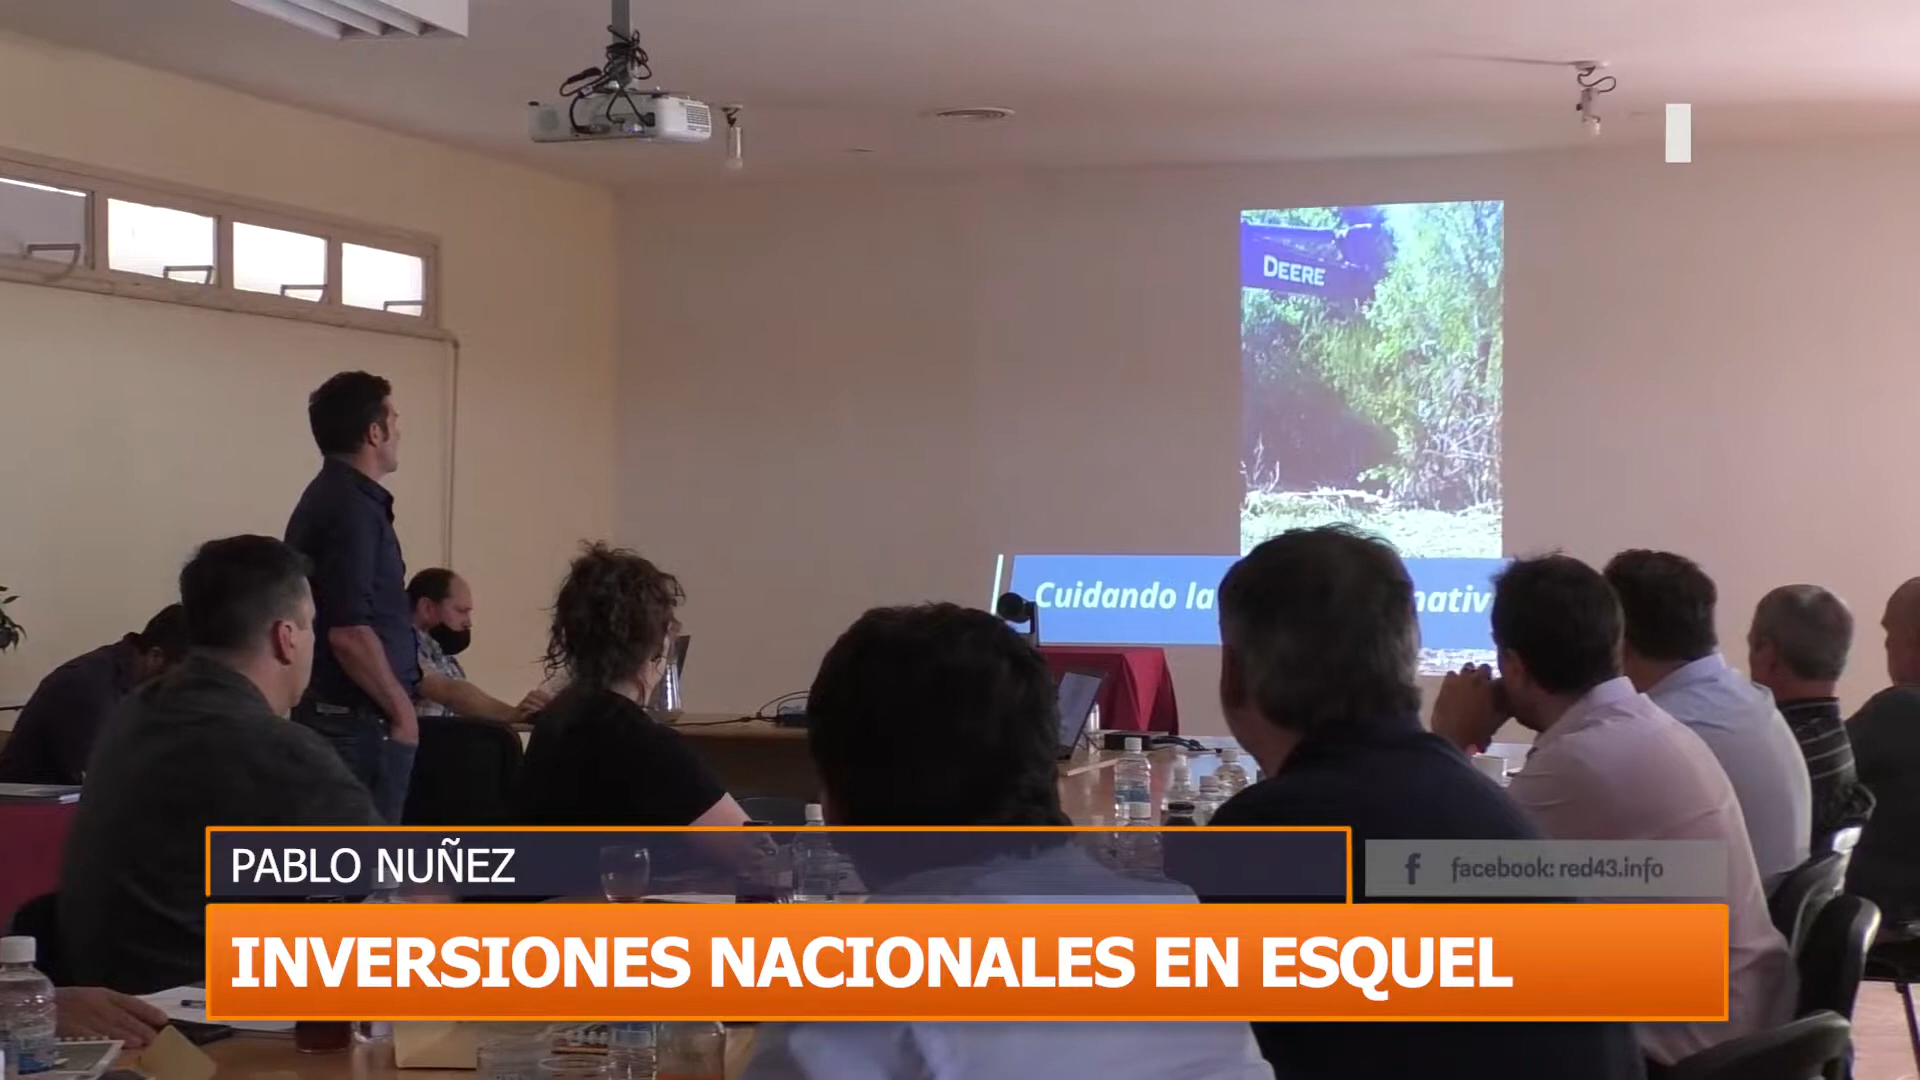 DEERE
Cuidando la nativ
PABLO NUÑEZ
facebook: red43.info
INVERSIONES NACIONALES EN ESQUEL